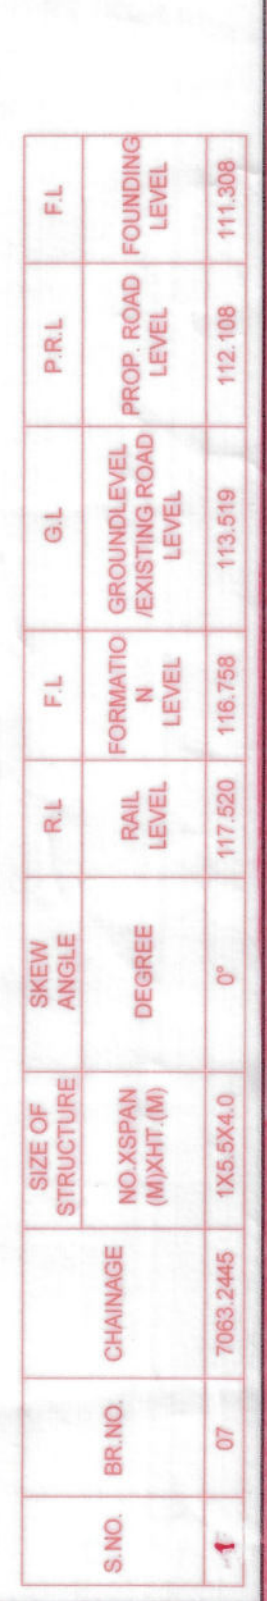 S.NO.
BR.NO.
CHAINAGE
SIZE OF
STRUCTURE
NO.XSPAN
(M)XHT.(M)
SKEW
ANGLE
DEGREE
R.L
RAIL
LEVEL
F.L
FORMATIO
N
LEVEL
G.L
GROUNDLEVEL
/EXISTING ROAD
LEVEL
P.R.L
PROP. ROAD
LEVEL
F.L
FOUNDING
LEVEL
1
07
7063.2445
1X5.5X4.0
0°
117.520
116.758
113.519
112.108
111.308